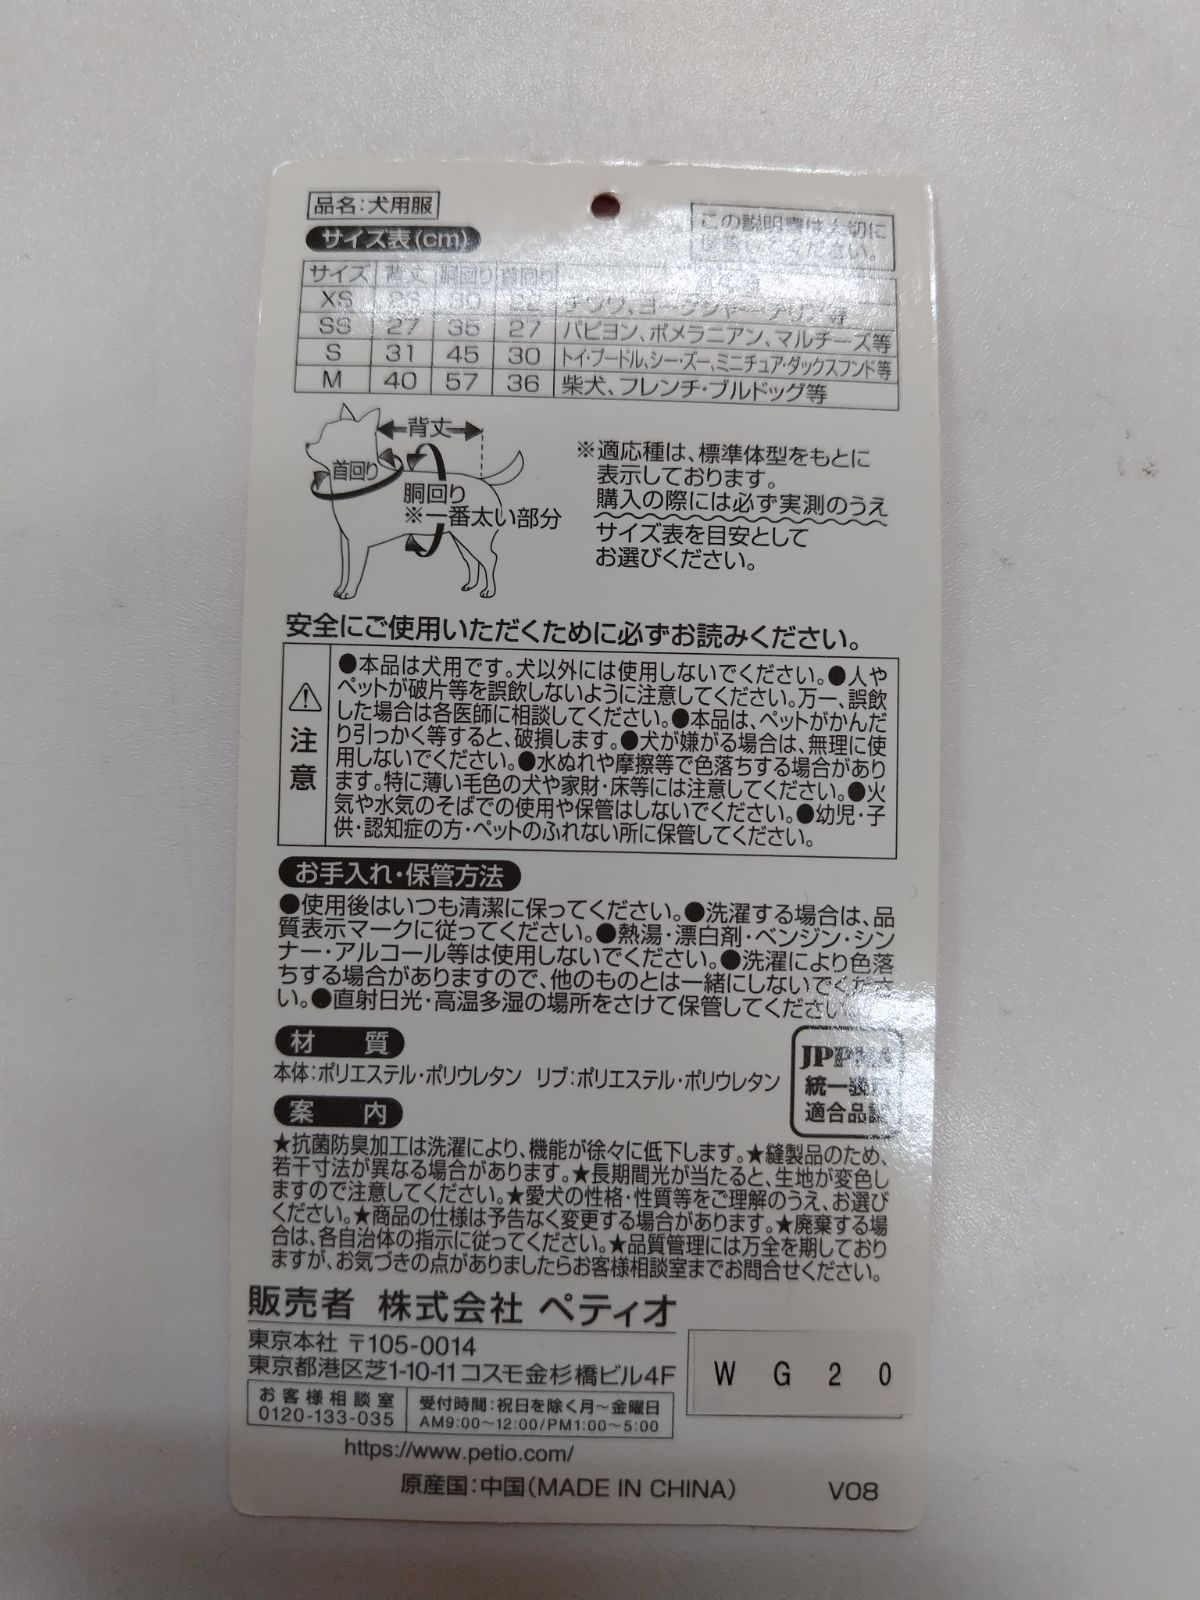 品名:犬用服
サイズ表(cm)
この説明書は大切に
ください。
サイズ 背丈 胴回り 首回り
XS 30 22 チワワ、ヨークシャー・テリア等
SS 27 35 27 パピヨン、ポメラニアン、マルチーズ等
S 31 45 30 トイ・プードル、シー・ズー、ミニチュア・ダックスフンド等
M 40 57 36 柴犬、フレンチ・ブルドッグ等
背丈
首回り
胴回り
※一番太い部分
※適応種は、標準体型をもとに
表示しております。
購入の際には必ず実測のうえ
サイズ表を目安として
お選びください。
安全にご使用いただくために必ずお読みください。
注意
●本品は犬用です。犬以外には使用しないでください。●人や
ペットが破片等を誤飲しないように注意してください。万一、誤飲
した場合は各医師に相談してください。●本品は、ペットがかんだ
り引っかく等すると、破損します。●犬が嫌がる場合は、無理に使
用しないでください。●水ぬれや摩擦等で色落ちする場合があり
ます。特に薄い毛色の犬や家財・床等には注意してください。●火
気や水気のそばでの使用や保管はしないでください。●幼児・子
供・認知症の方・ペットのふれない所に保管してください。
お手入れ・保管方法
●使用後はいつも清潔に保ってください。●洗濯する場合は、品
質表示マークに従ってください。●熱湯・漂白剤・ベンジン・シン
ナー・アルコール等は使用しないでください。●洗濯により色落
ちする場合がありますので、他のものとは一緒にしないでくださ
い。●直射日光・高温多湿の場所をさけて保管してください。
材 質
本体:ポリエステル・ポリウレタン リブ:ポリエステル・ポリウレタン
JPPMA
統一
適合品
案 内
★抗菌防臭加工は洗濯により、機能が徐々に低下します。★縫製品のため、
若干寸法が異なる場合があります。★長期間光が当たると、生地が変色し
ますので注意してください。★愛犬の性格・性質等をご理解のうえ、お選び
ください。★商品の仕様は予告なく変更する場合があります。★廃棄する場
合は、各自治体の指示に従ってください。★品質管理には万全を期しており
ますが、お気づきの点がありましたらお客様相談室までお問合せください。
販売者 株式会社 ペティオ
東京本社 〒105-0014
東京都港区芝1-10-11 コスモ金杉橋ビル4F
お客様相談室
0120-133-035
受付時間:祝日を除く月〜金曜日
AM9:00〜12:00/PM1:00〜5:00
WG20
https://www.petio.com/
原産国:中国(MADE IN CHINA)
V08